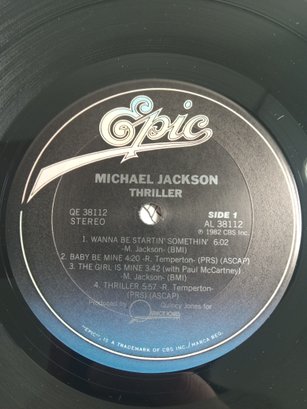 Epic
MICHAEL JACKSON
THRILLER
QE 38112
STEREO
SIDE 1
AL 38112
℗ 1982 CBS Inc.
1. WANNA BE STARTIN' SOMETHIN' 6:02
-M. Jackson- (BMI)
2. BABY BE MINE 4:20 -R. Temperton- (PRS) (ASCAP)
3. THE GIRL IS MINE 3:42 (with Paul McCartney)
-M. Jackson- (BMI)
4. THRILLER 5:57 -R. Temperton-
(PRS) (ASCAP)
Produced by Quincy Jones for
QUINCY JONES
"EPIC," IS A TRADEMARK OF CBS INC./MARCA REG.